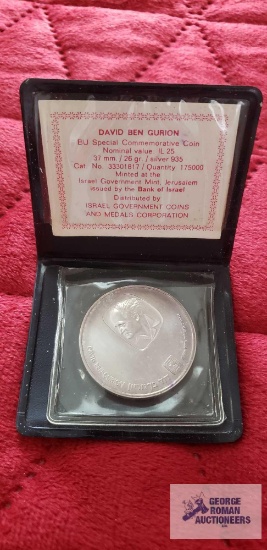 DAVID BEN GURION
BU Special Commemorative Coin
Nominal value IL 25
37 mm / 26 gr. / silver 935
Cat. No. 33301817 / Quantity 175000
Minted at the
Israel Government Mint, Jerusalem
issued by the Bank of Israel
Distributed by
ISRAEL GOVERNMENT COINS
AND MEDALS CORPORATION
GEORGE
ROMAN
AUCTIONEERS